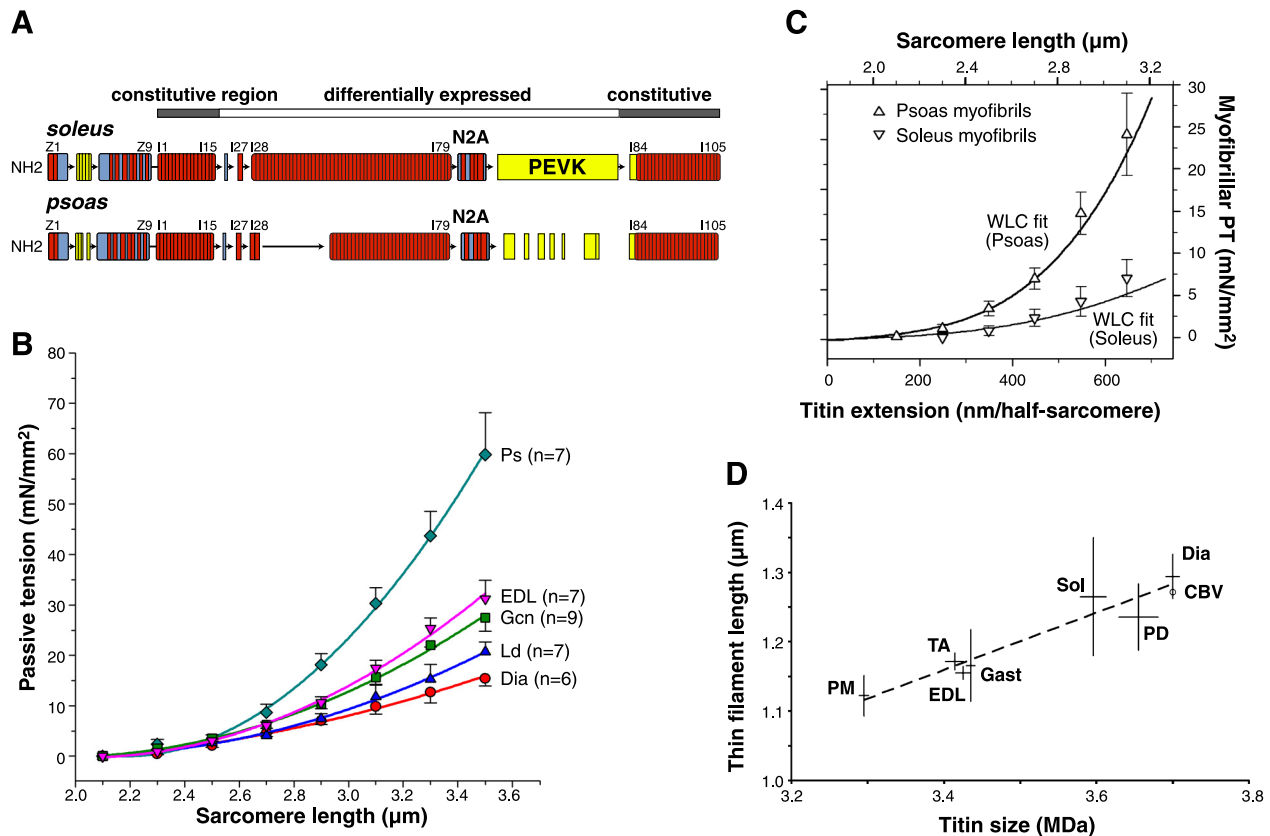 A
constitutive region
differentially expressed
constitutive
soleus
N2A
Z1
Z9
I1
I15
I27
I28
I79
I84
I105
NH2
PEVK
psoas
N2A
Z1
Z9
I1
I15
I27
I28
I79
I84
I105
NH2
B
Passive tension (mN/mm²)
80
70
60
50
40
30
20
10
0
Ps (n=7)
EDL (n=7)
Gcn (n=9)
Ld (n=7)
Dia (n=6)
2.0 2.2 2.4 2.6 2.8 3.0 3.2 3.4 3.6
Sarcomere length (µm)
C
Sarcomere length (µm)
2.0 2.3 2.6 2.9 3.2
Psoas myofibrils
Soleus myofibrils
WLC fit
(Psoas)
WLC fit
(Soleus)
30
25
20
15
10
5
0
Myofibrillar PT (mN/mm²)
0 200 400 600
Titin extension (nm/half-sarcomere)
D
Thin filament length (µm)
1.4
1.3
1.2
1.1
1.0
Dia
Sol
CBV
PD
TA
Gast
EDL
PM
3.2 3.4 3.6 3.8
Titin size (MDa)